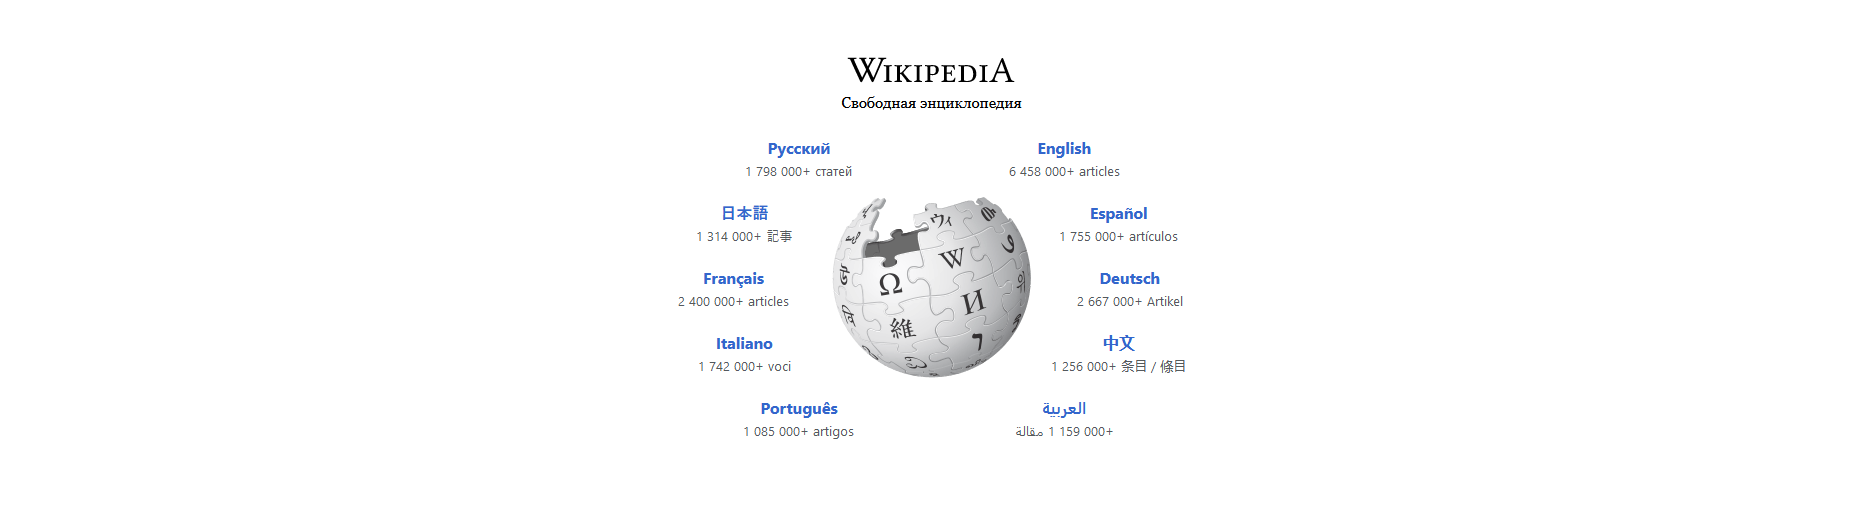 WIKIPEDIA
Свободная энциклопедия
Русский
1 798 000+ статей
English
6 458 000+ articles
日本語
1 314 000+ 記事
Español
1 755 000+ artículos
Français
2 400 000+ articles
Deutsch
2 667 000+ Artikel
Italiano
1 742 000+ voci
中文
1 256 000+ 条目 / 條目
Português
1 085 000+ artigos
العربية
1 159 000+ مقالة
ウィ
W
Ω
И
維